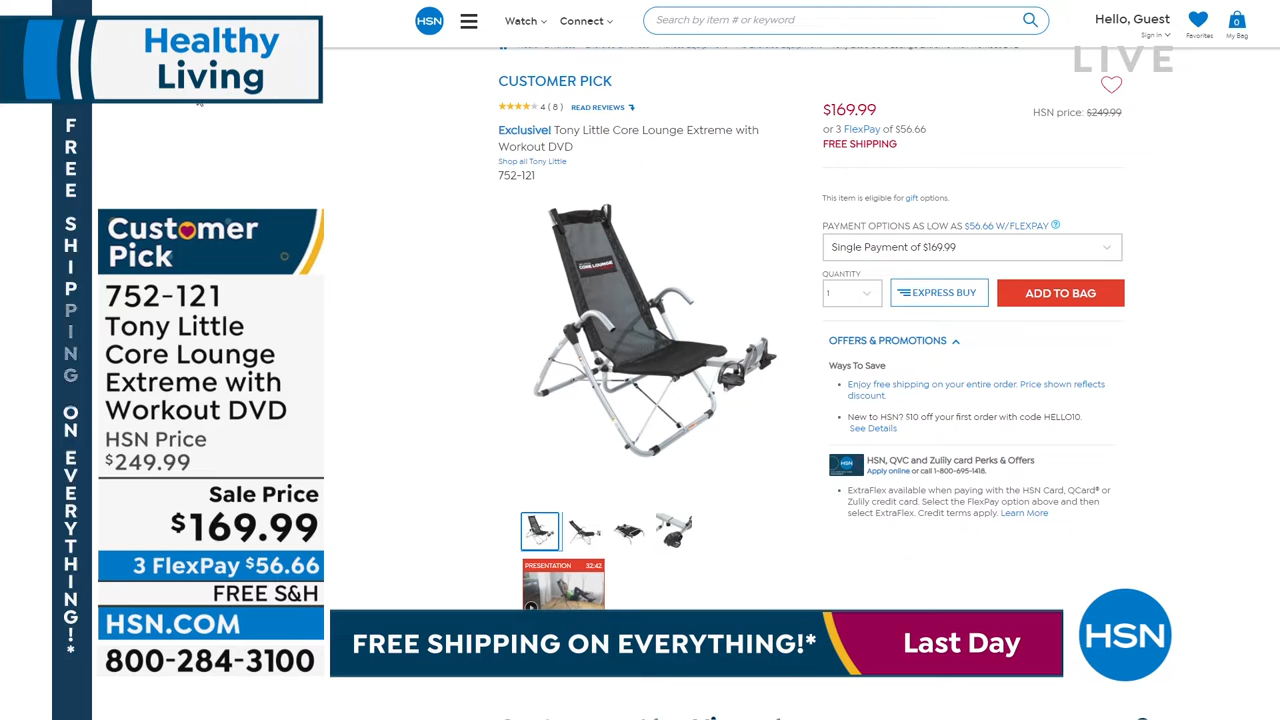 Healthy
Living
FREE SHIPPING ON EVERYTHING!*
Customer
Pick
752-121
Tony Little
Core Lounge
Extreme with
Workout DVD
HSN Price
$249.99
Sale Price
$169.99
3 FlexPay $56.66
FREE S&H
HSN.COM
800-284-3100
HSN
Watch
Connect
Search by item # or keyword
Hello, Guest
Sign in
Favorites
0
My Bag
LIVE
CUSTOMER PICK
4 ( 8 ) READ REVIEWS
Exclusive! Tony Little Core Lounge Extreme with
Workout DVD
Shop all Tony Little
752-121
CORE LOUNGE
PRESENTATION 32:42
$169.99
HSN price: $249.99
or 3 FlexPay of $56.66
FREE SHIPPING
This item is eligible for gift options.
PAYMENT OPTIONS AS LOW AS $56.66 W/FLEXPAY ?
Single Payment of $169.99
QUANTITY
1
EXPRESS BUY
ADD TO BAG
OFFERS & PROMOTIONS
Ways To Save
• Enjoy free shipping on your entire order. Price shown reflects
discount.
• New to HSN? $10 off your first order with code HELLO10.
See Details
HSN, QVC and Zulily card Perks & Offers
Apply online or call 1-800-695-1418.
• ExtraFlex available when paying with the HSN Card, QCard® or
Zulily credit card. Select the FlexPay option above and then
select ExtraFlex. Credit terms apply. Learn More
FREE SHIPPING ON EVERYTHING!*
Last Day
HSN